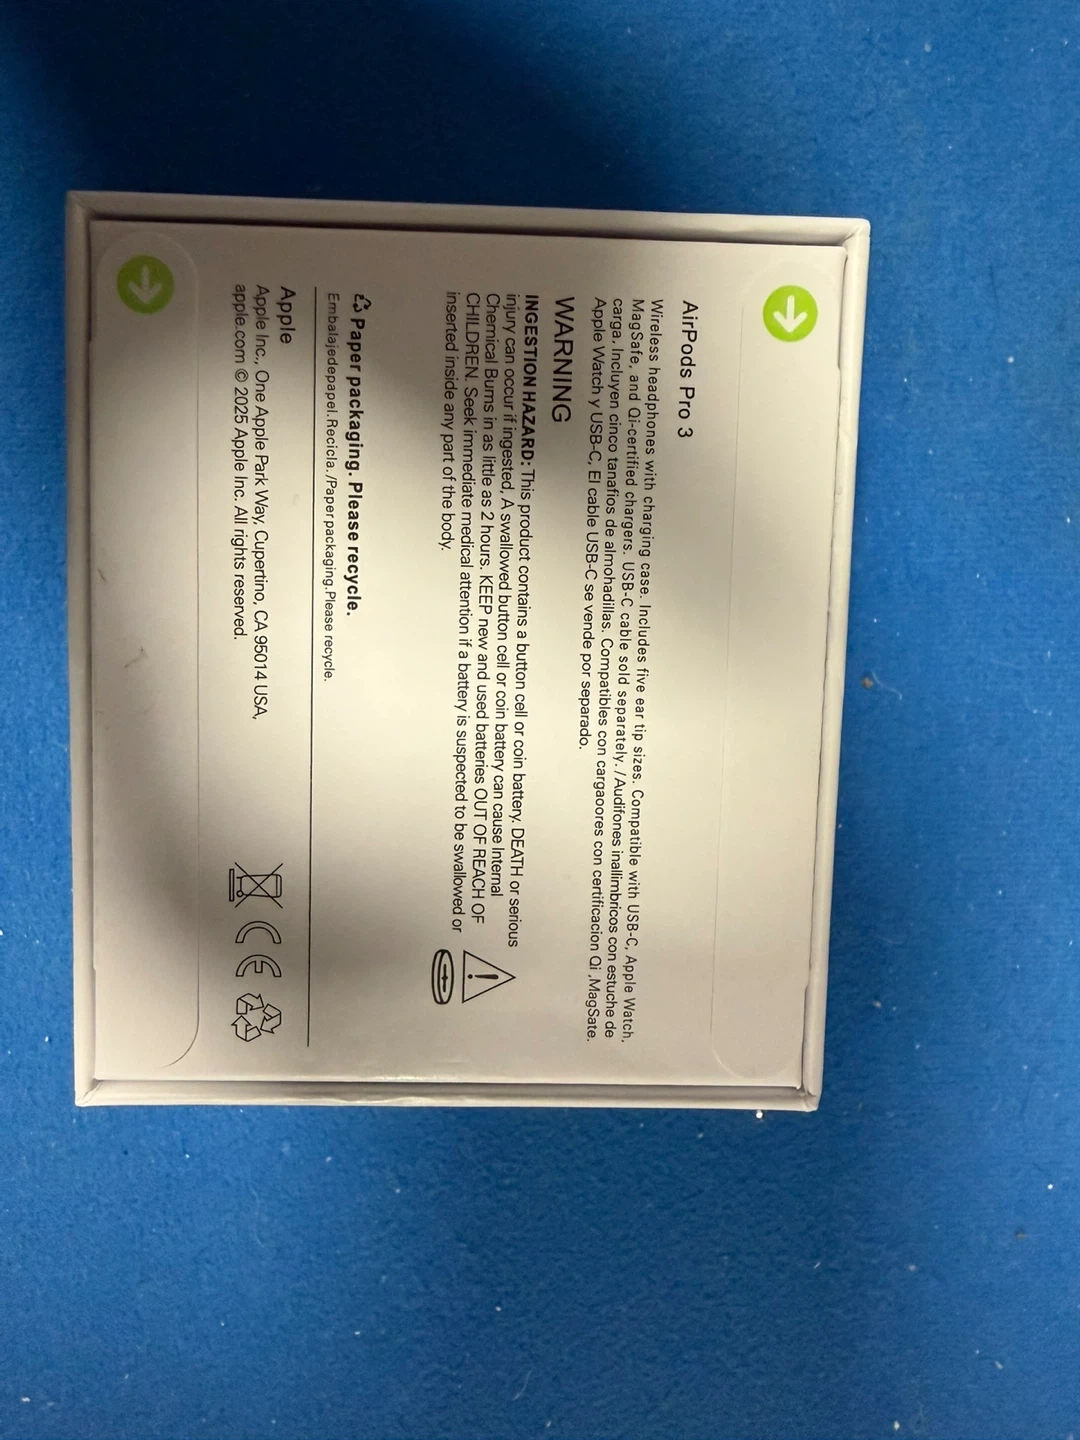 AirPods Pro 3
Wireless headphones with charging case. Includes five ear tip sizes. Compatible with USB-C, Apple Watch,
MagSafe, and Qi-certified chargers. USB-C cable sold separately. / Audifones inallimbricos con estuche de
carga. Incluyen cinco tanafios de almohadillas. Compatibles con cargaoores con certificacion Qi ,MagSate.
Apple Watch y USB-C, El cable USB-C se vende por separado.
WARNING
INGESTION HAZARD: This product contains a button cell or coin battery. DEATH or serious
injury can occur if ingested, A swallowed button cell or coin battery can cause Internal
Chemical Bums in as little as 2 hours. KEEP new and used batteries OUT OF REACH OF
CHILDREN. Seek immediate medical attention if a battery is suspected to be swallowed or
inserted inside any part of the body.
Paper packaging. Please recycle.
Embalajedepapel.Recicla./Paper packaging.Please recycle.
Apple
Apple Inc., One Apple Park Way, Cupertino, CA 95014 USA,
apple.com © 2025 Apple Inc. All rights reserved.
CE